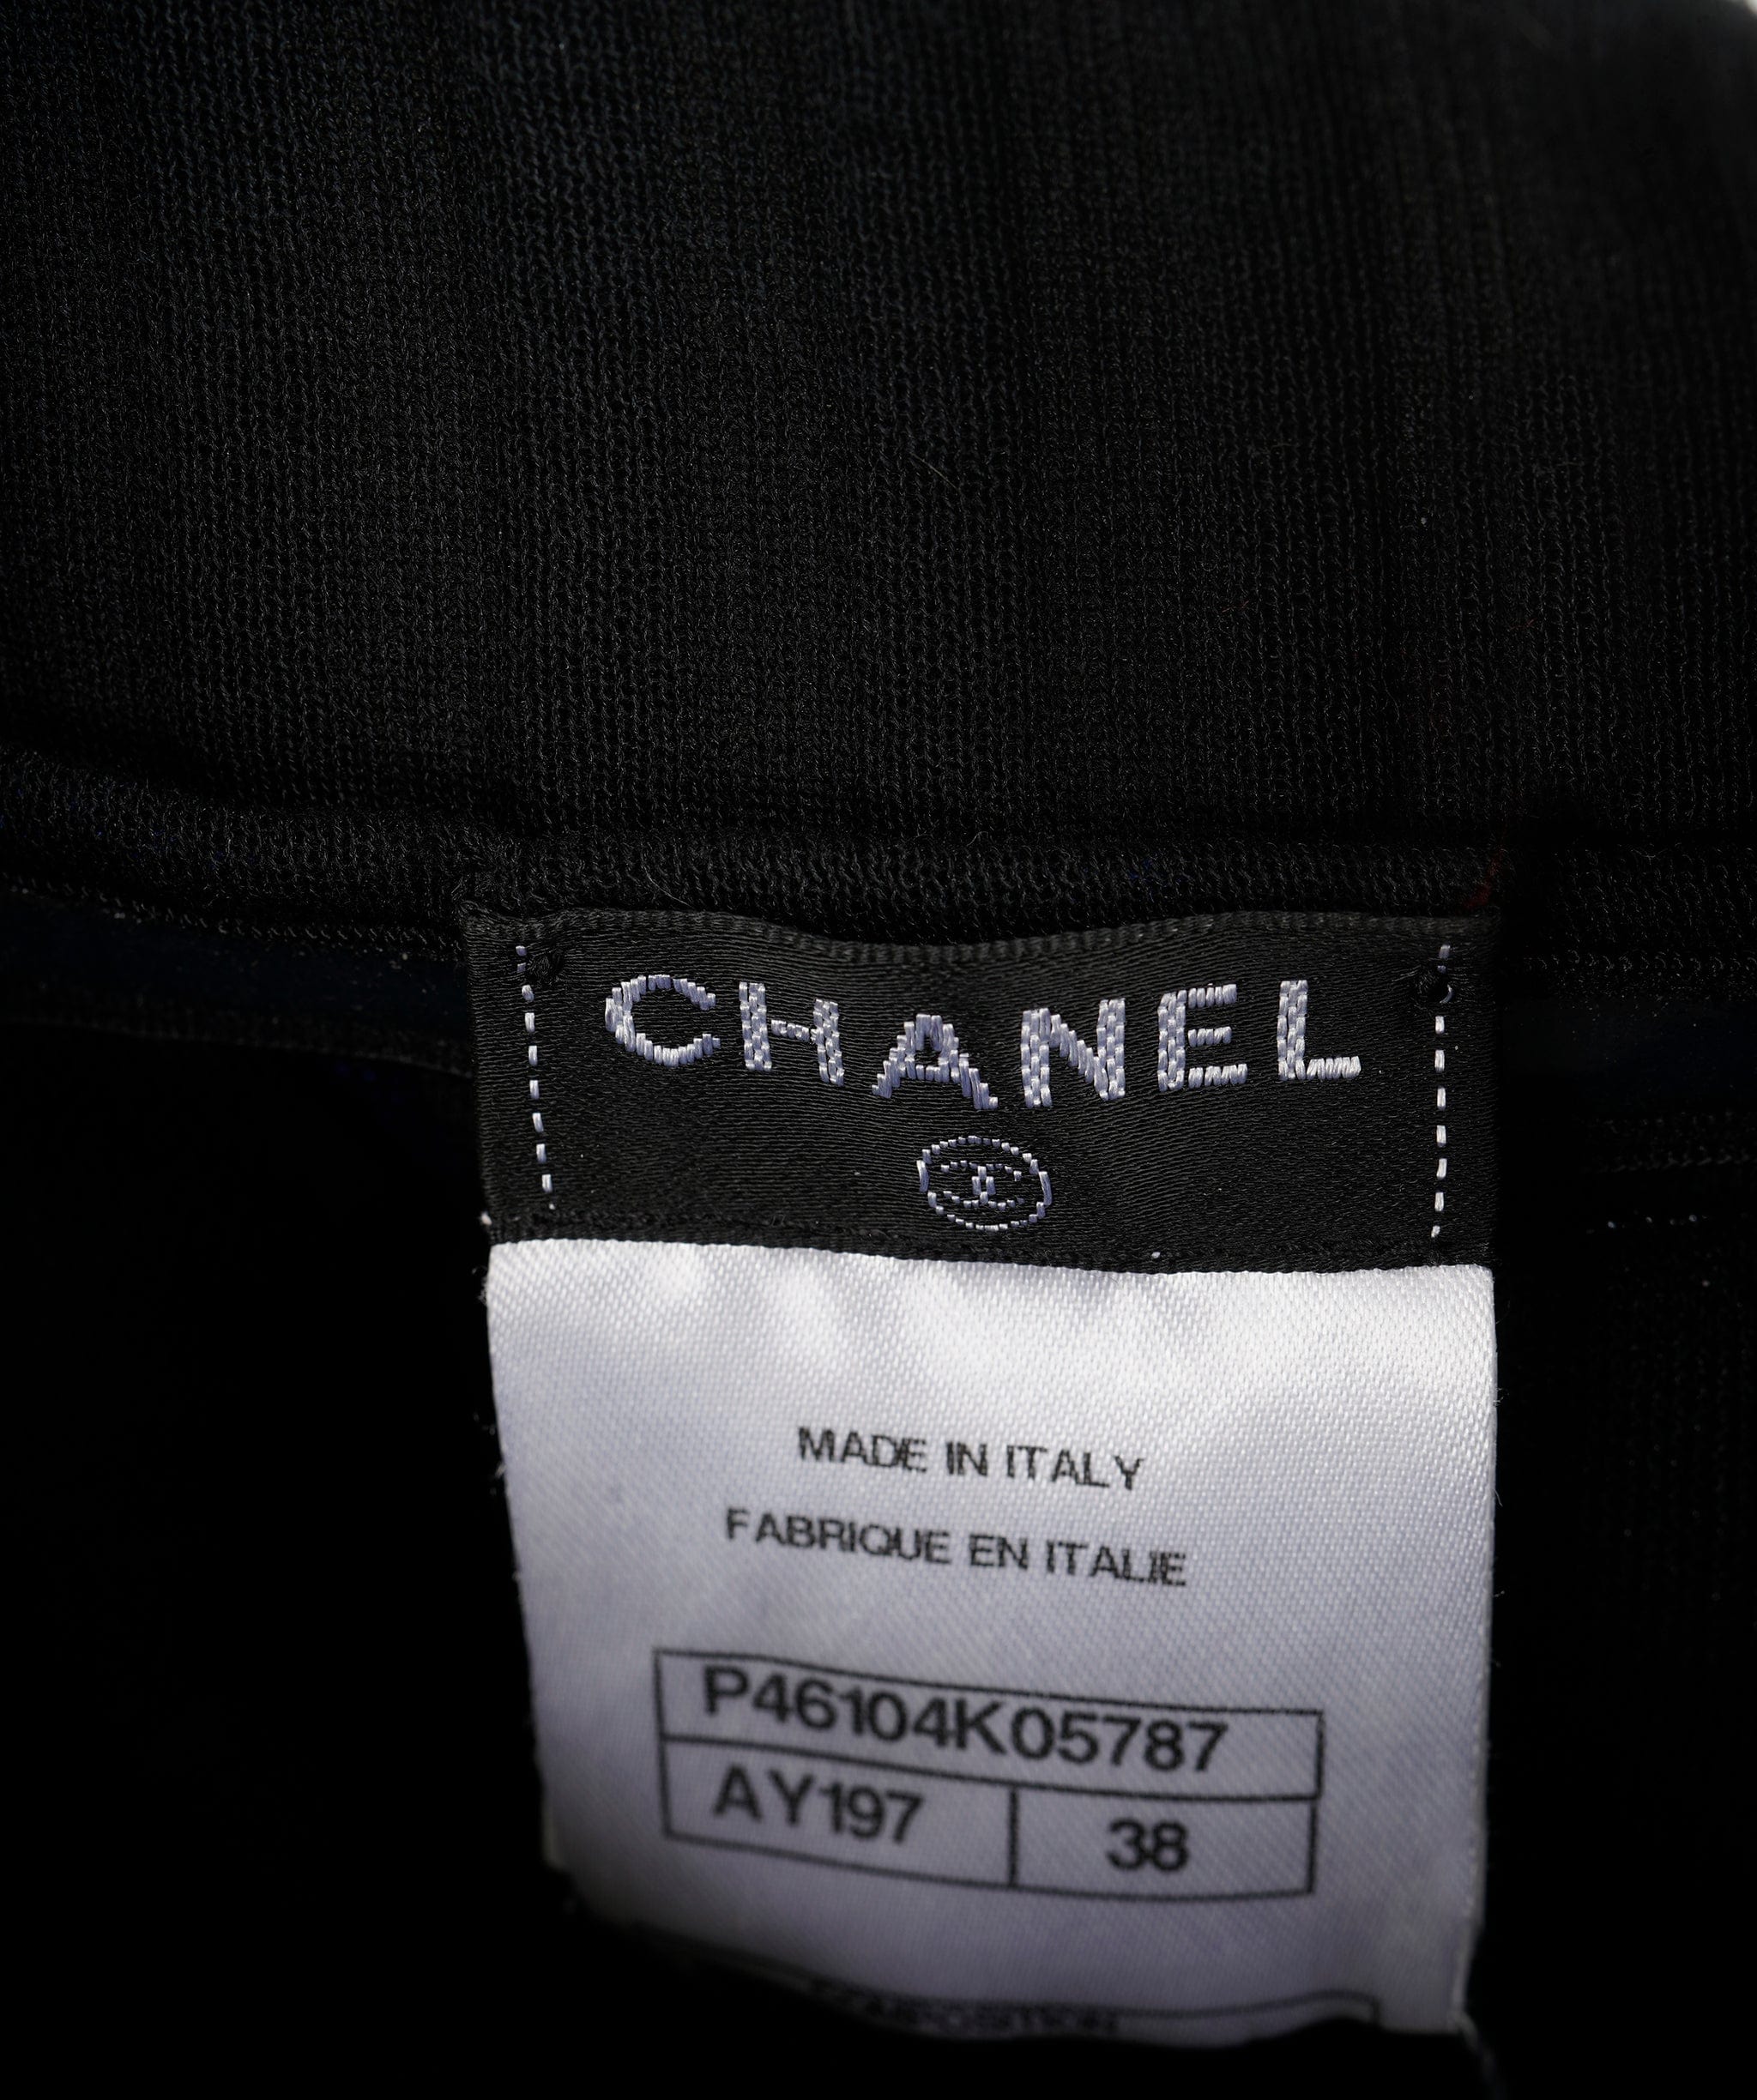 CHANEL
MADE IN ITALY
FABRIQUE EN ITALIE
P46104K05787
AY197 38